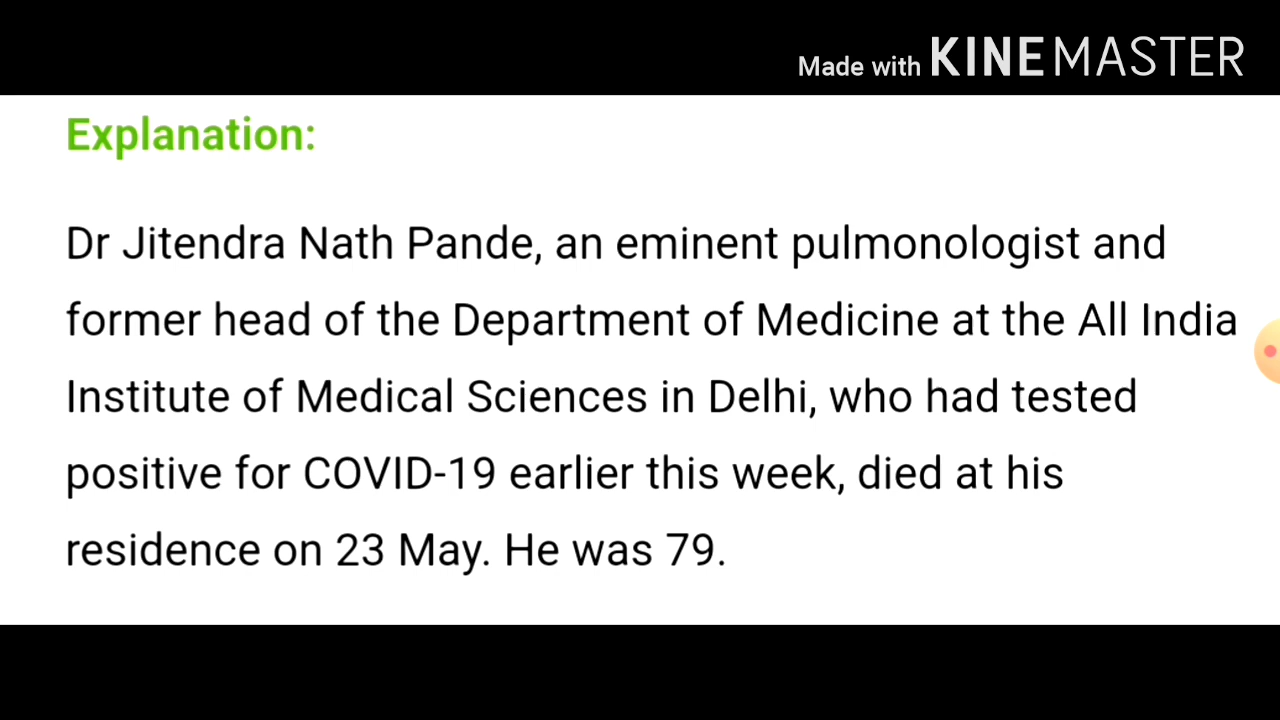 Made with KINEMASTER
Explanation:
Dr Jitendra Nath Pande, an eminent pulmonologist and
former head of the Department of Medicine at the All India
Institute of Medical Sciences in Delhi, who had tested
positive for COVID-19 earlier this week, died at his
residence on 23 May. He was 79.